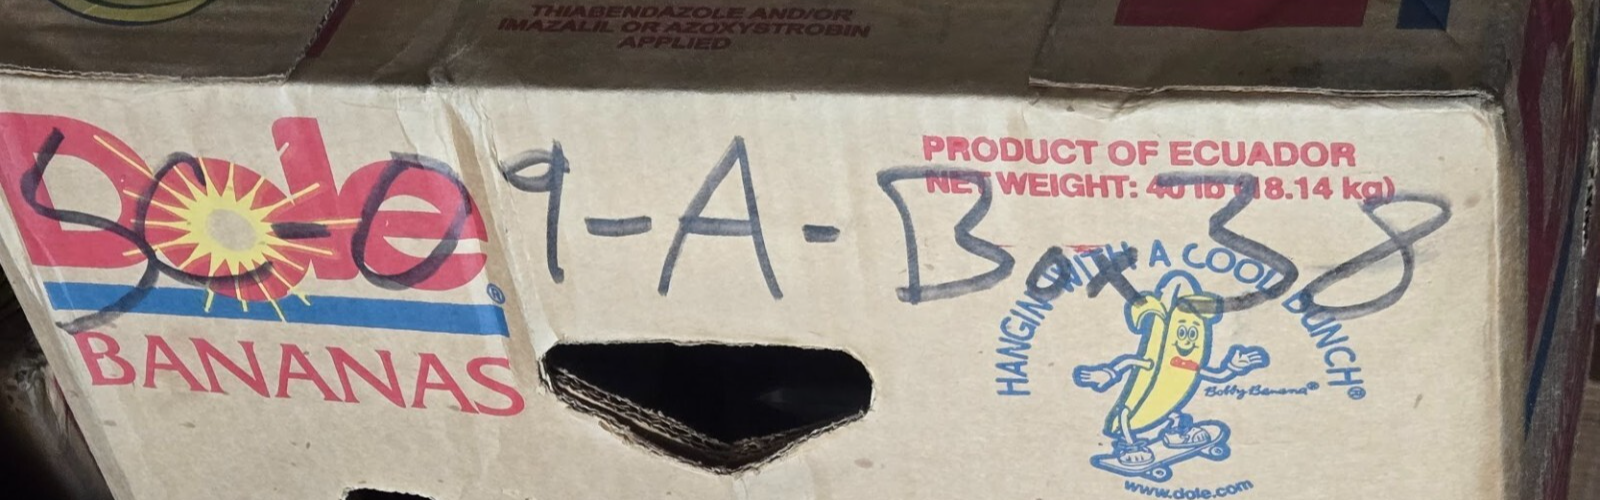 THIABENDAZOLE AND/OR
IMAZALIL OR AZOXYSTROBIN
APPLIED
Dole®
BANANAS
SC-09-A-Box 38
PRODUCT OF ECUADOR
NET WEIGHT: 40 lb (18.14 kg)
HANGIN' WITH A COOL BUNCH®
Bobby Banana®
www.dole.com